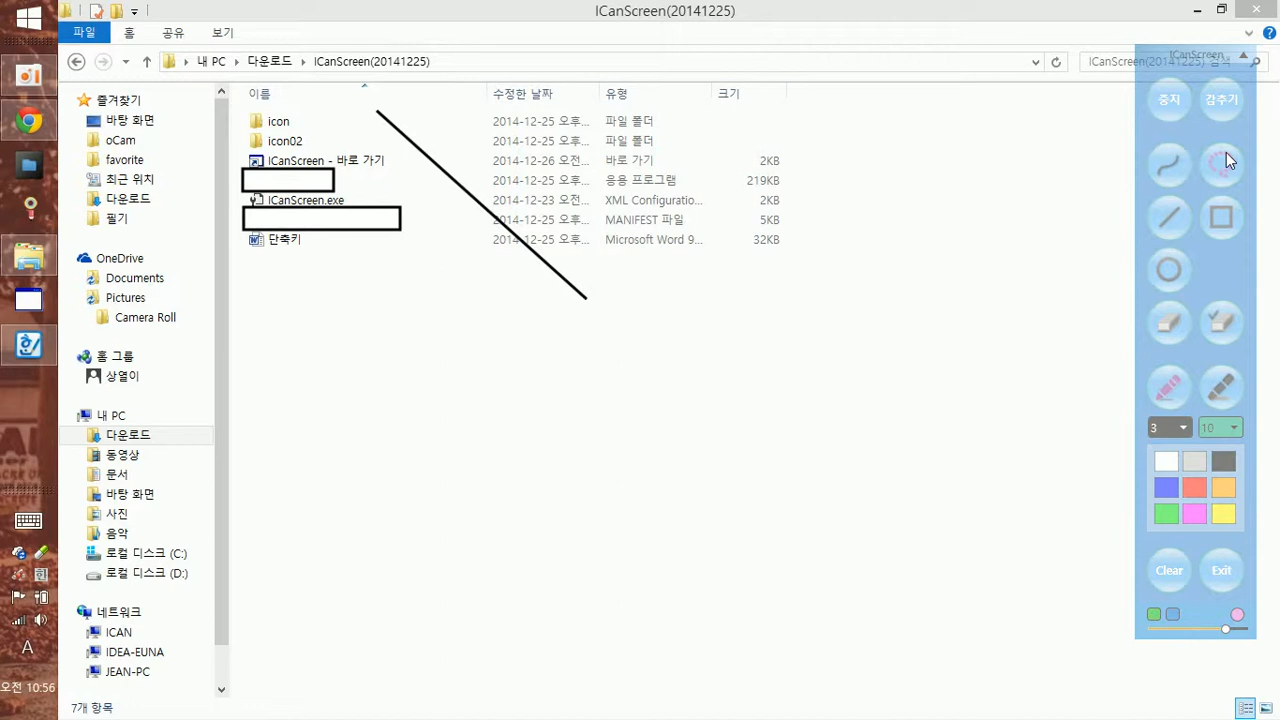 ICanScreen(20141225)
파일 홈 공유 보기
내 PC 다운로드 ICanScreen(20141225)
ICanScreen(20141225) 검색
ICanScreen
이름 수정한 날짜 유형 크기
icon 2014-12-25 오후... 파일 폴더
icon02 2014-12-25 오후... 파일 폴더
ICanScreen - 바로 가기 2014-12-26 오전... 바로 가기 2KB
2014-12-25 오후... 응용 프로그램 219KB
ICanScreen.exe 2014-12-23 오전... XML Configuratio... 2KB
2014-12-25 오후... MANIFEST 파일 5KB
단축키 2014-12-25 오후... Microsoft Word 9... 32KB
즐겨찾기
바탕 화면
oCam
favorite
최근 위치
다운로드
필기
OneDrive
Documents
Pictures
Camera Roll
홈 그룹
상열이
내 PC
다운로드
동영상
문서
바탕 화면
사진
음악
로컬 디스크 (C:)
로컬 디스크 (D:)
네트워크
ICAN
IDEA-EUNA
JEAN-PC
7개 항목
중지 감추기
3 10
Clear Exit
A
오전 10:56